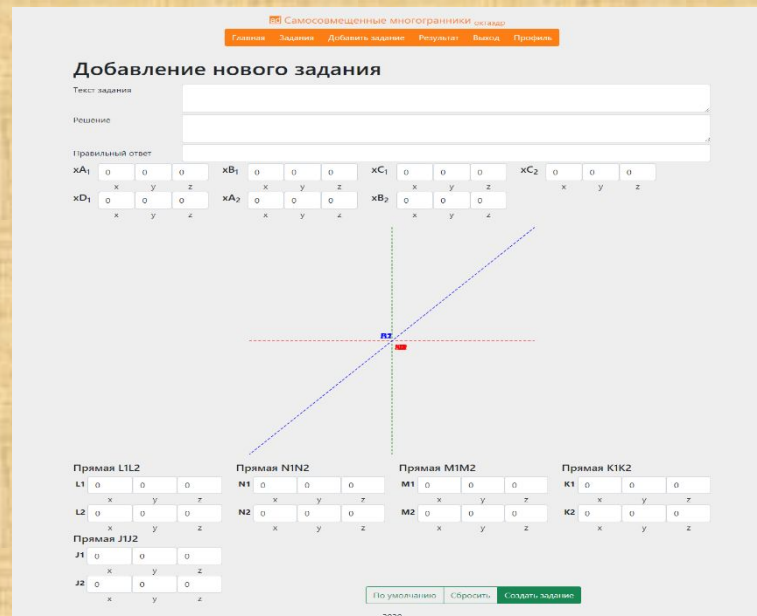 Самосовмещенные многогранники октаэдр
Главная Задания Добавить задание Результат Выход Профиль
Добавление нового задания
Текст задания
Решение
Правильный ответ
xA₁ 0 0 0 xB₁ 0 0 0 xC₁ 0 0 0 xC₂ 0 0 0
x y z x y z x y z x y z
xD₁ 0 0 0 xA₂ 0 0 0 xB₂ 0 0 0
x y z x y z x y z
Прямая L1L2 Прямая N1N2 Прямая M1M2 Прямая K1K2
L1 0 0 0 N1 0 0 0 M1 0 0 0 K1 0 0 0
x y z x y z x y z x y z
L2 0 0 0 N2 0 0 0 M2 0 0 0 K2 0 0 0
x y z x y z x y z x y z
Прямая J1J2
J1 0 0 0
x y z
J2 0 0 0
x y z
По умолчанию Сбросить Создать задание